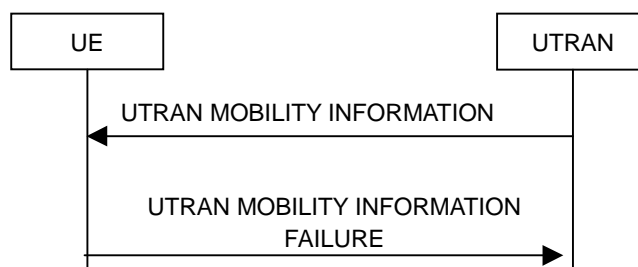 UE
UTRAN
UTRAN MOBILITY INFORMATION
UTRAN MOBILITY INFORMATION
FAILURE